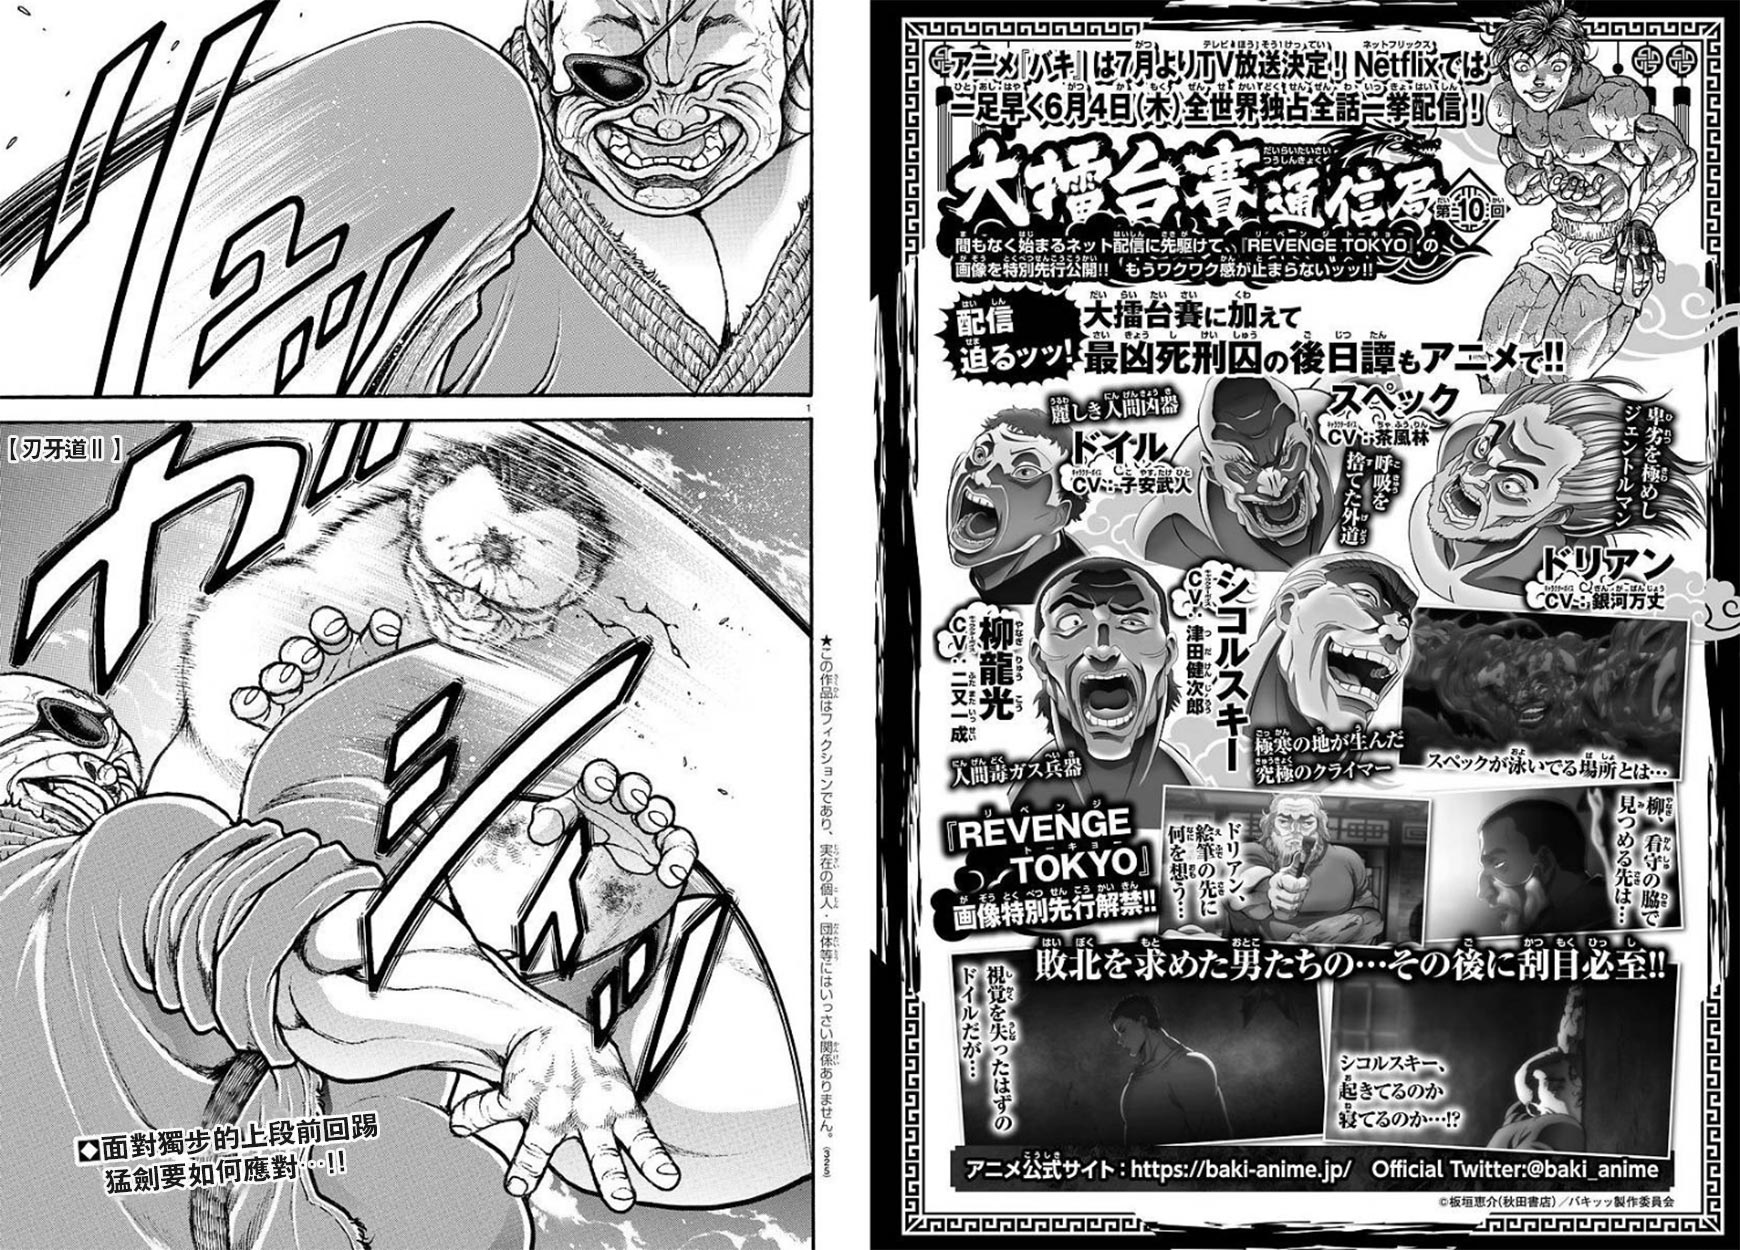 アニメ『バキ』は7月よりTV放送決定！Netflixでは
一足早く6月4日(木)全世界独占全話一挙配信！
大擂台賽通信局
第10回
間もなく始まるネット配信に先駆けて、『REVENGE TOKYO』の
画像を特別先行公開!! もうワクワク感が止まらないッッ!!
配信
迫るッッ!
大擂台賽に加えて
最凶死刑囚の後日譚もアニメで!!
卑劣を極めし
ジェントルマン
ドリアン
CV：銀河万丈
スペック
CV：茶風林
呼吸を
捨てた外道
麗しき人間凶器
ドイル
CV：子安武人
シコルスキー
CV：津田健次郎
極寒の地が生んだ
究極のクライマー
柳龍光
CV：二又一成
人間毒ガス兵器
スペックが泳いでる場所とは…
『REVENGE
TOKYO』
画像特別先行解禁!!
柳、看守の脇で
見つめる先は…
ドリアン、
絵筆の先に
何を想う…
敗北を求めた男たちの…その後に刮目必至!!
視覚を失ったはずの
ドイルだが…
シコルスキー、
起きてるのか
寝てるのか…!?
アニメ公式サイト：https://baki-anime.jp/ Official Twitter:@baki_anime
©板垣恵介(秋田書店)／バキッッ製作委員会
1
【刃牙道Ⅱ】
★この作品はフィクションであり、実在の個人・団体等にはいっさい関係ありません。
(325)
◆面對獨步的上段前回踢
猛劍要如何應對…!!